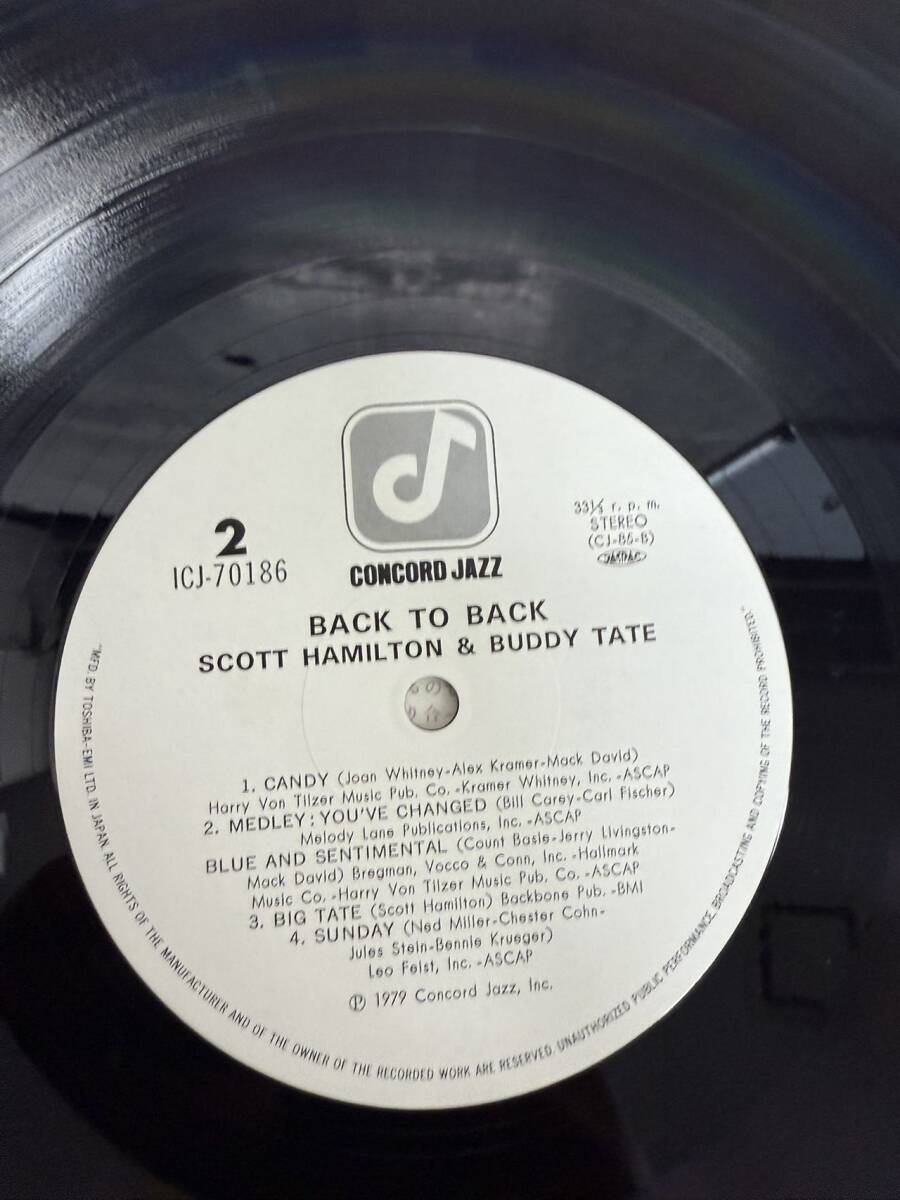 2
ICJ-70186
CONCORD JAZZ
33⅓ r. p. m.
STEREO
(CJ-85-B)
JASRAC
BACK TO BACK
SCOTT HAMILTON & BUDDY TATE
1. CANDY (Joan Whitney-Alex Kramer-Mack David)
Harry Von Tilzer Music Pub. Co.-Kramer Whitney, Inc. -ASCAP
2. MEDLEY: YOU'VE CHANGED (Bill Carey-Carl Fischer)
Melody Lane Publications, Inc. -ASCAP
BLUE AND SENTIMENTAL (Count Basie-Jerry Livingston-
Mack David) Bregman, Vocco & Conn, Inc. -Hallmark
Music Co. -Harry Von Tilzer Music Pub. Co. -ASCAP
3. BIG TATE (Scott Hamilton) Backbone Pub. -BMI
4. SUNDAY (Ned Miller-Chester Cohn-
Jules Stein-Bennie Krueger)
Leo Feist, Inc. -ASCAP
Ⓟ 1979 Concord Jazz, Inc.
"MFD. BY TOSHIBA-EMI LTD. IN JAPAN. ALL RIGHTS OF THE MANUFACTURER AND OF THE OWNER OF THE RECORDED WORK ARE RESERVED. UNAUTHORIZED PUBLIC PERFORMANCE, BROADCASTING AND COPYING OF THE RECORD PROHIBITED."